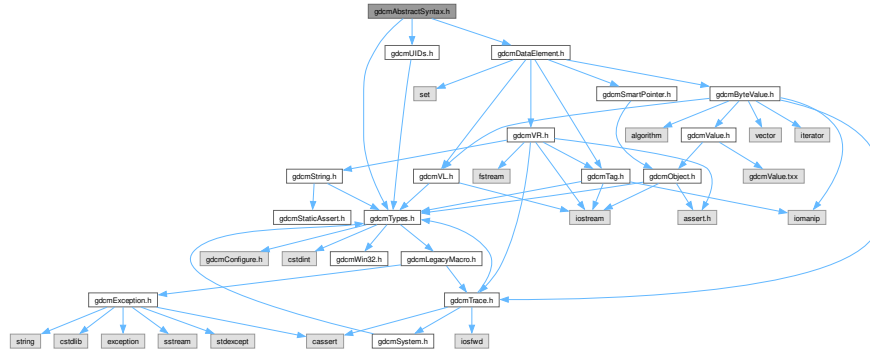 gdcmAbstractSyntax.h
gdcmUIDs.h
gdcmDataElement.h
set
gdcmSmartPointer.h
gdcmByteValue.h
gdcmVR.h
algorithm
gdcmValue.h
vector
iterator
gdcmString.h
gdcmVL.h
fstream
gdcmTag.h
gdcmObject.h
gdcmValue.txx
gdcmStaticAssert.h
gdcmTypes.h
iostream
assert.h
iomanip
gdcmConfigure.h
cstdint
gdcmWin32.h
gdcmLegacyMacro.h
gdcmException.h
gdcmTrace.h
string
cstdlib
exception
sstream
stdexcept
cassert
gdcmSystem.h
iosfwd